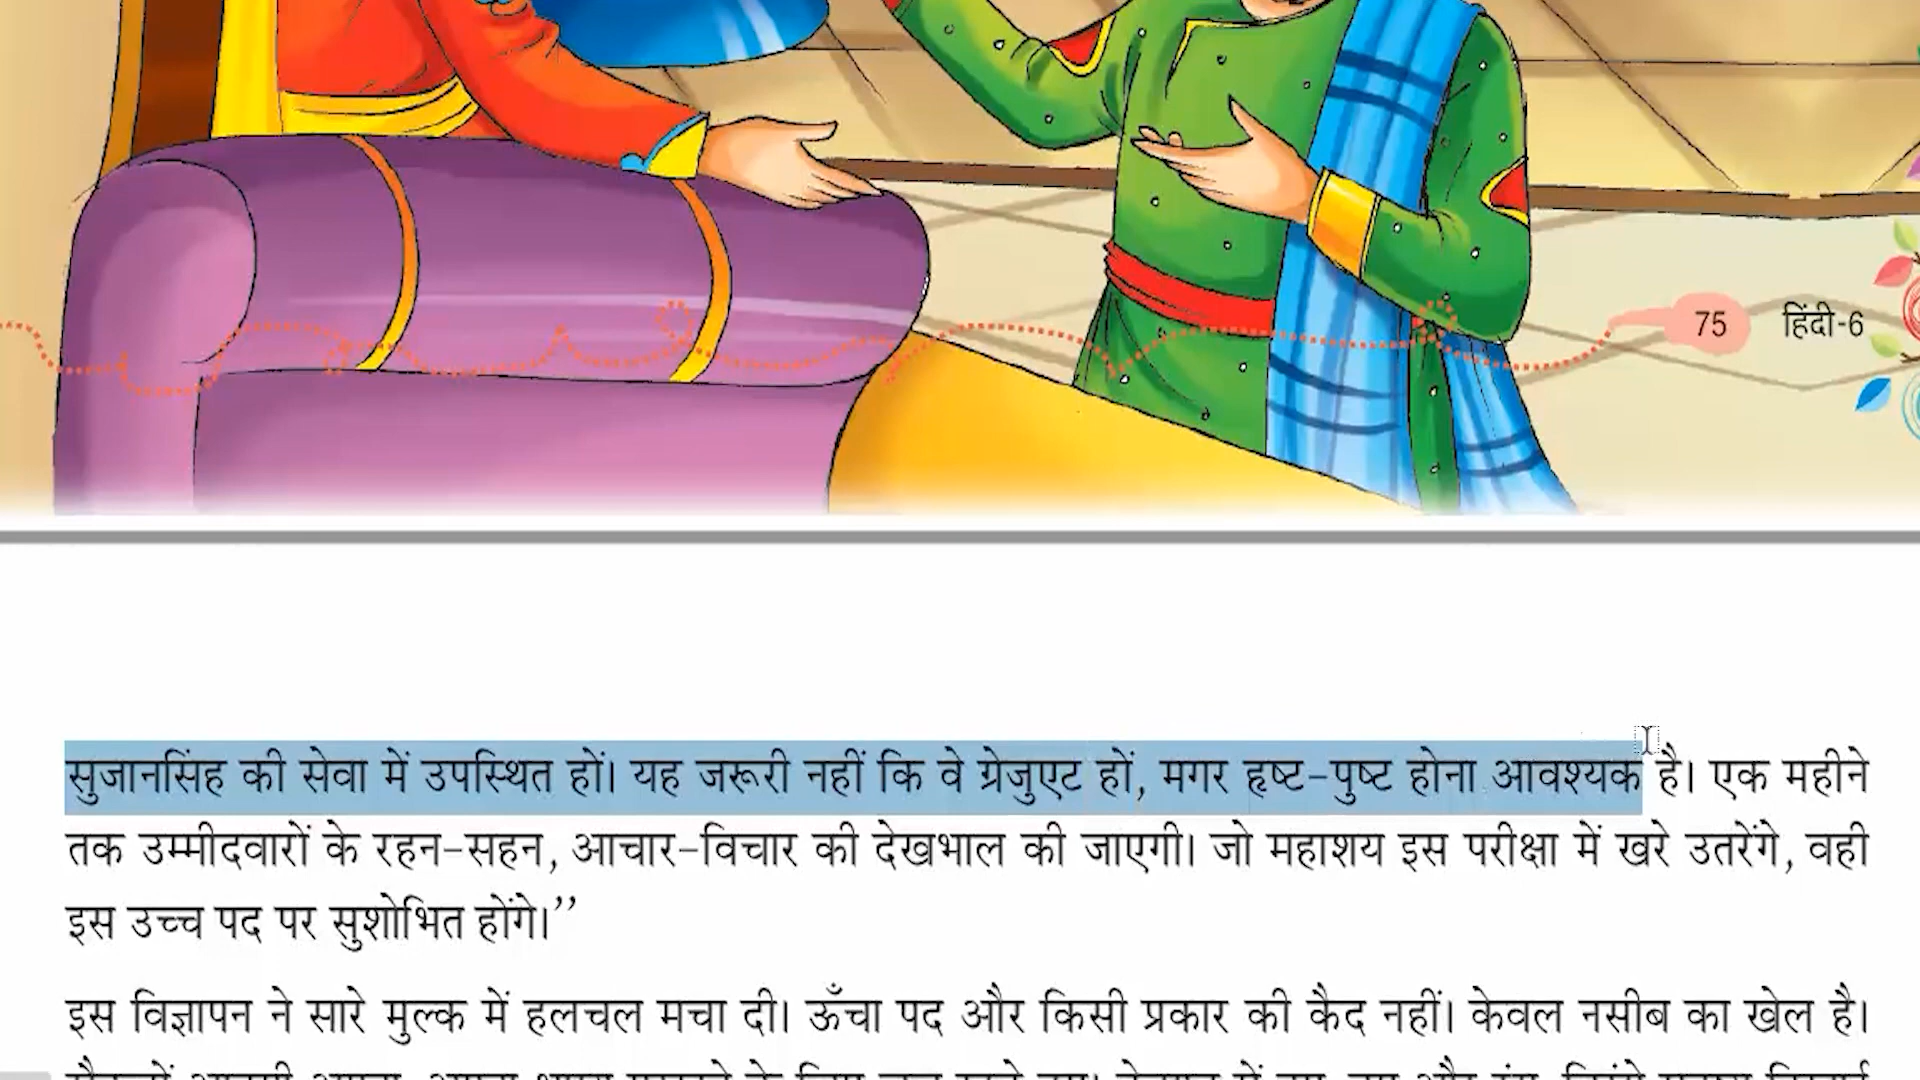 75 हिंदी-6
सुजानसिंह की सेवा में उपस्थित हों। यह जरूरी नहीं कि वे ग्रेजुएट हों, मगर हृष्ट-पुष्ट होना आवश्यक है। एक महीने
तक उम्मीदवारों के रहन-सहन, आचार-विचार की देखभाल की जाएगी। जो महाशय इस परीक्षा में खरे उतरेंगे, वही
इस उच्च पद पर सुशोभित होंगे।’’
इस विज्ञापन ने सारे मुल्क में हलचल मचा दी। ऊँचा पद और किसी प्रकार की कैद नहीं। केवल नसीब का खेल है।